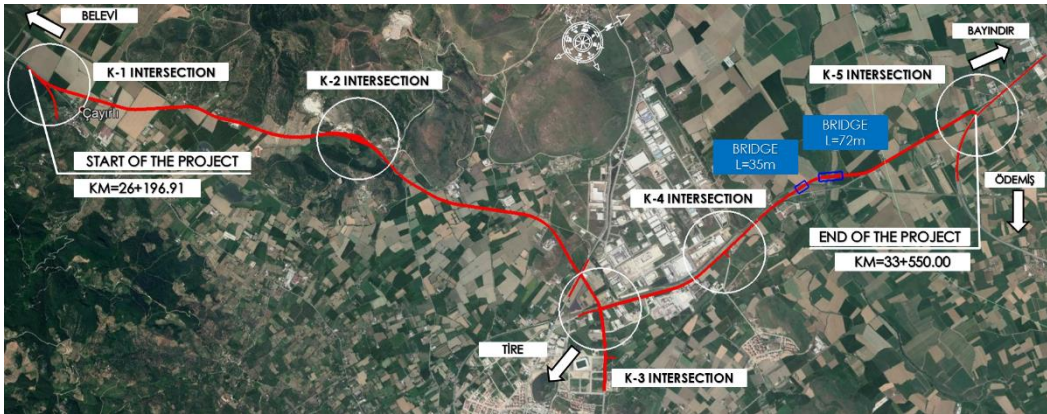 BELEVİ
K-1 INTERSECTION
Çayırlı
START OF THE PROJECT
KM=26+196.91
K-2 INTERSECTION
BAYINDIR
K-5 INTERSECTION
BRIDGE
L=72m
BRIDGE
L=35m
K-4 INTERSECTION
ÖDEMİŞ
END OF THE PROJECT
KM=33+550.00
TİRE
K-3 INTERSECTION